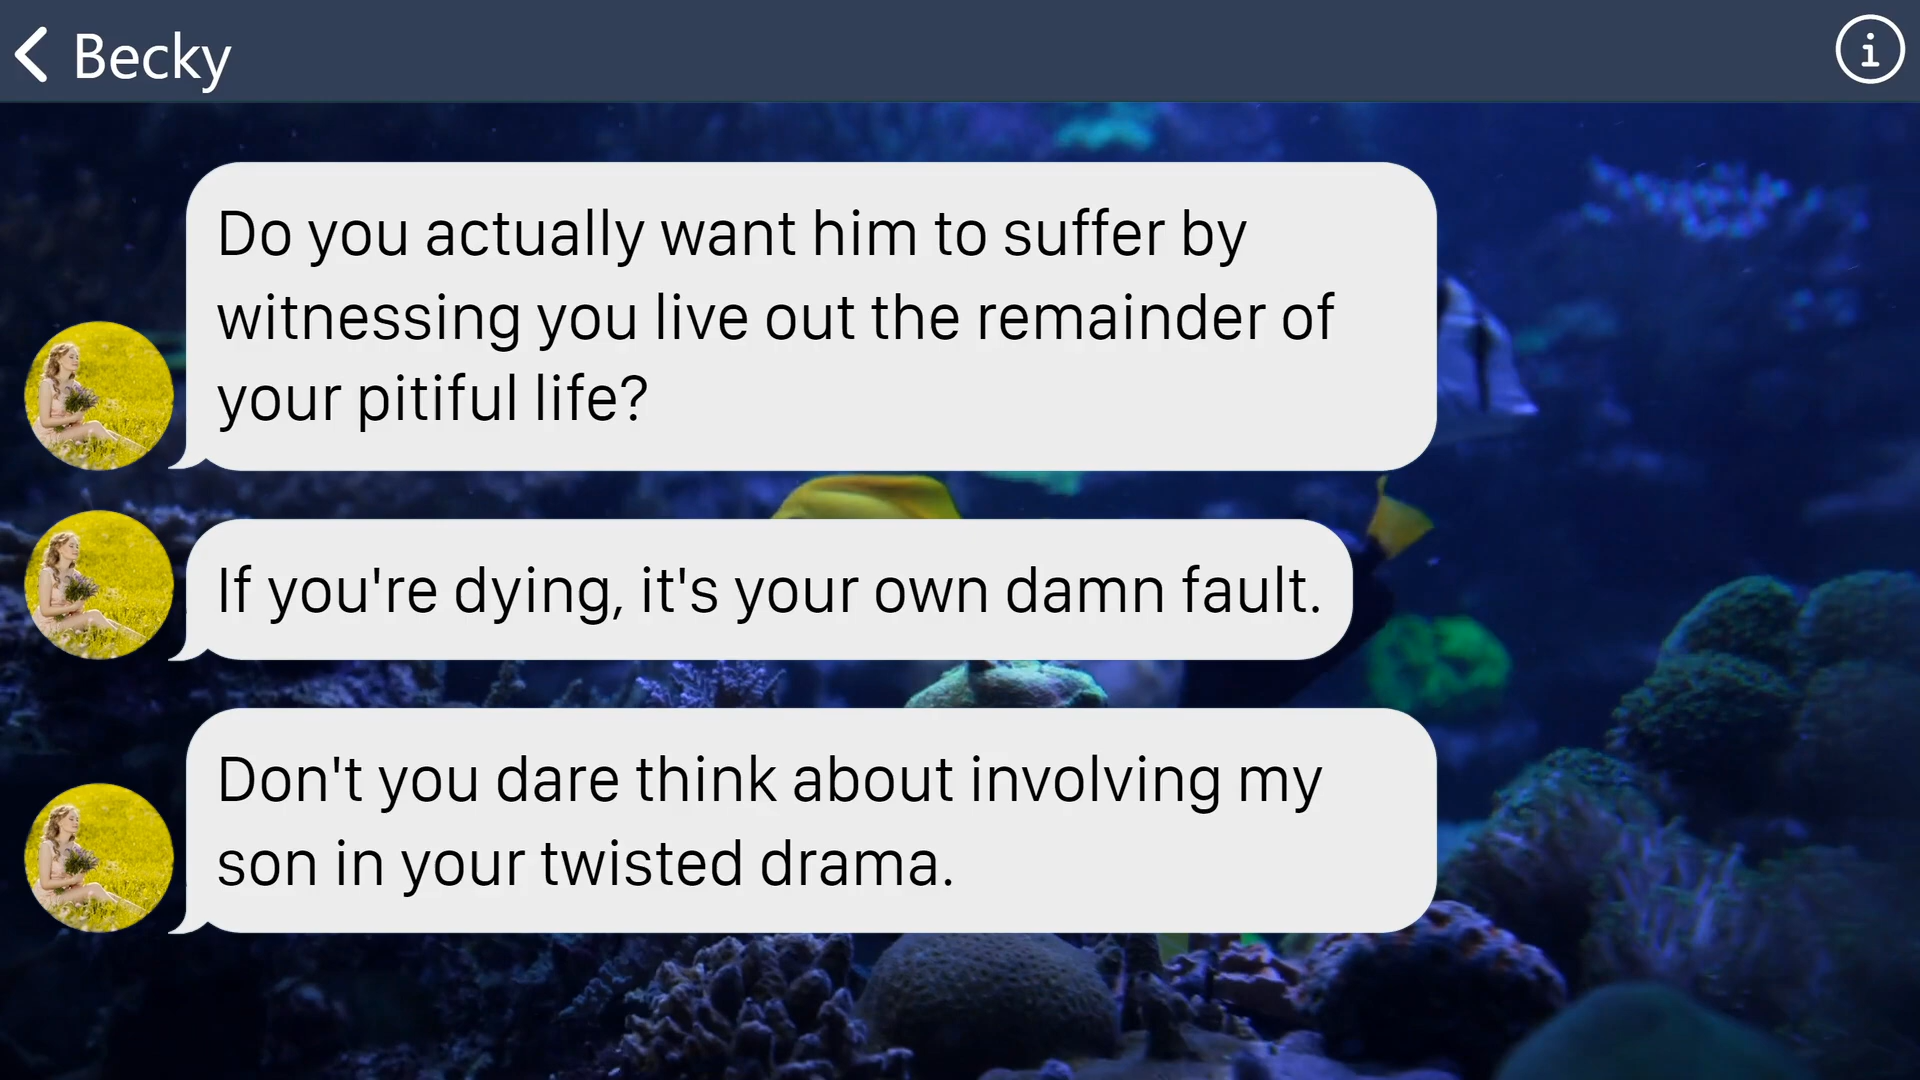 Becky
Do you actually want him to suffer by
witnessing you live out the remainder of
your pitiful life?
If you're dying, it's your own damn fault.
Don't you dare think about involving my
son in your twisted drama.